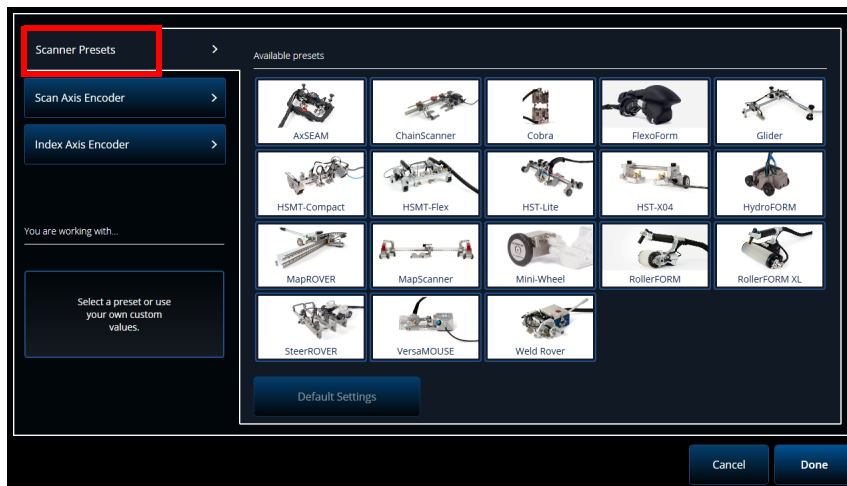 Scanner Presets
Scan Axis Encoder
Index Axis Encoder
You are working with...
Select a preset or use
your own custom
values.
Available presets
AxSEAM
ChainScanner
Cobra
FlexoForm
Glider
HSMT-Compact
HSMT-Flex
HST-Lite
HST-X04
HydroFORM
MapROVER
MapScanner
Mini-Wheel
RollerFORM
RollerFORM XL
SteerROVER
VersaMOUSE
Weld Rover
Default Settings
Cancel
Done